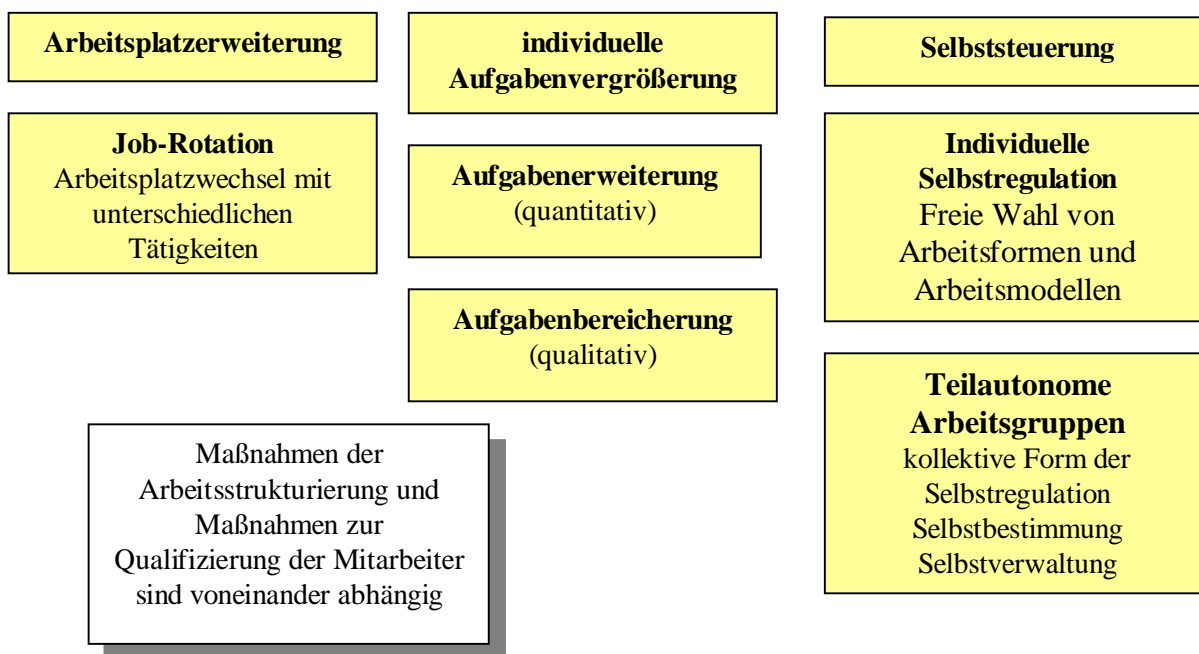 Arbeitsplatzerweiterung
Job-Rotation
Arbeitsplatzwechsel mit
unterschiedlichen
Tätigkeiten
individuelle
Aufgabenvergrößerung
Aufgabenerweiterung
(quantitativ)
Aufgabenbereicherung
(qualitativ)
Selbststeuerung
Individuelle
Selbstregulation
Freie Wahl von
Arbeitsformen und
Arbeitsmodellen
Teilautonome
Arbeitsgruppen
kollektive Form der
Selbstregulation
Selbstbestimmung
Selbstverwaltung
Maßnahmen der
Arbeitsstrukturierung und
Maßnahmen zur
Qualifizierung der Mitarbeiter
sind voneinander abhängig